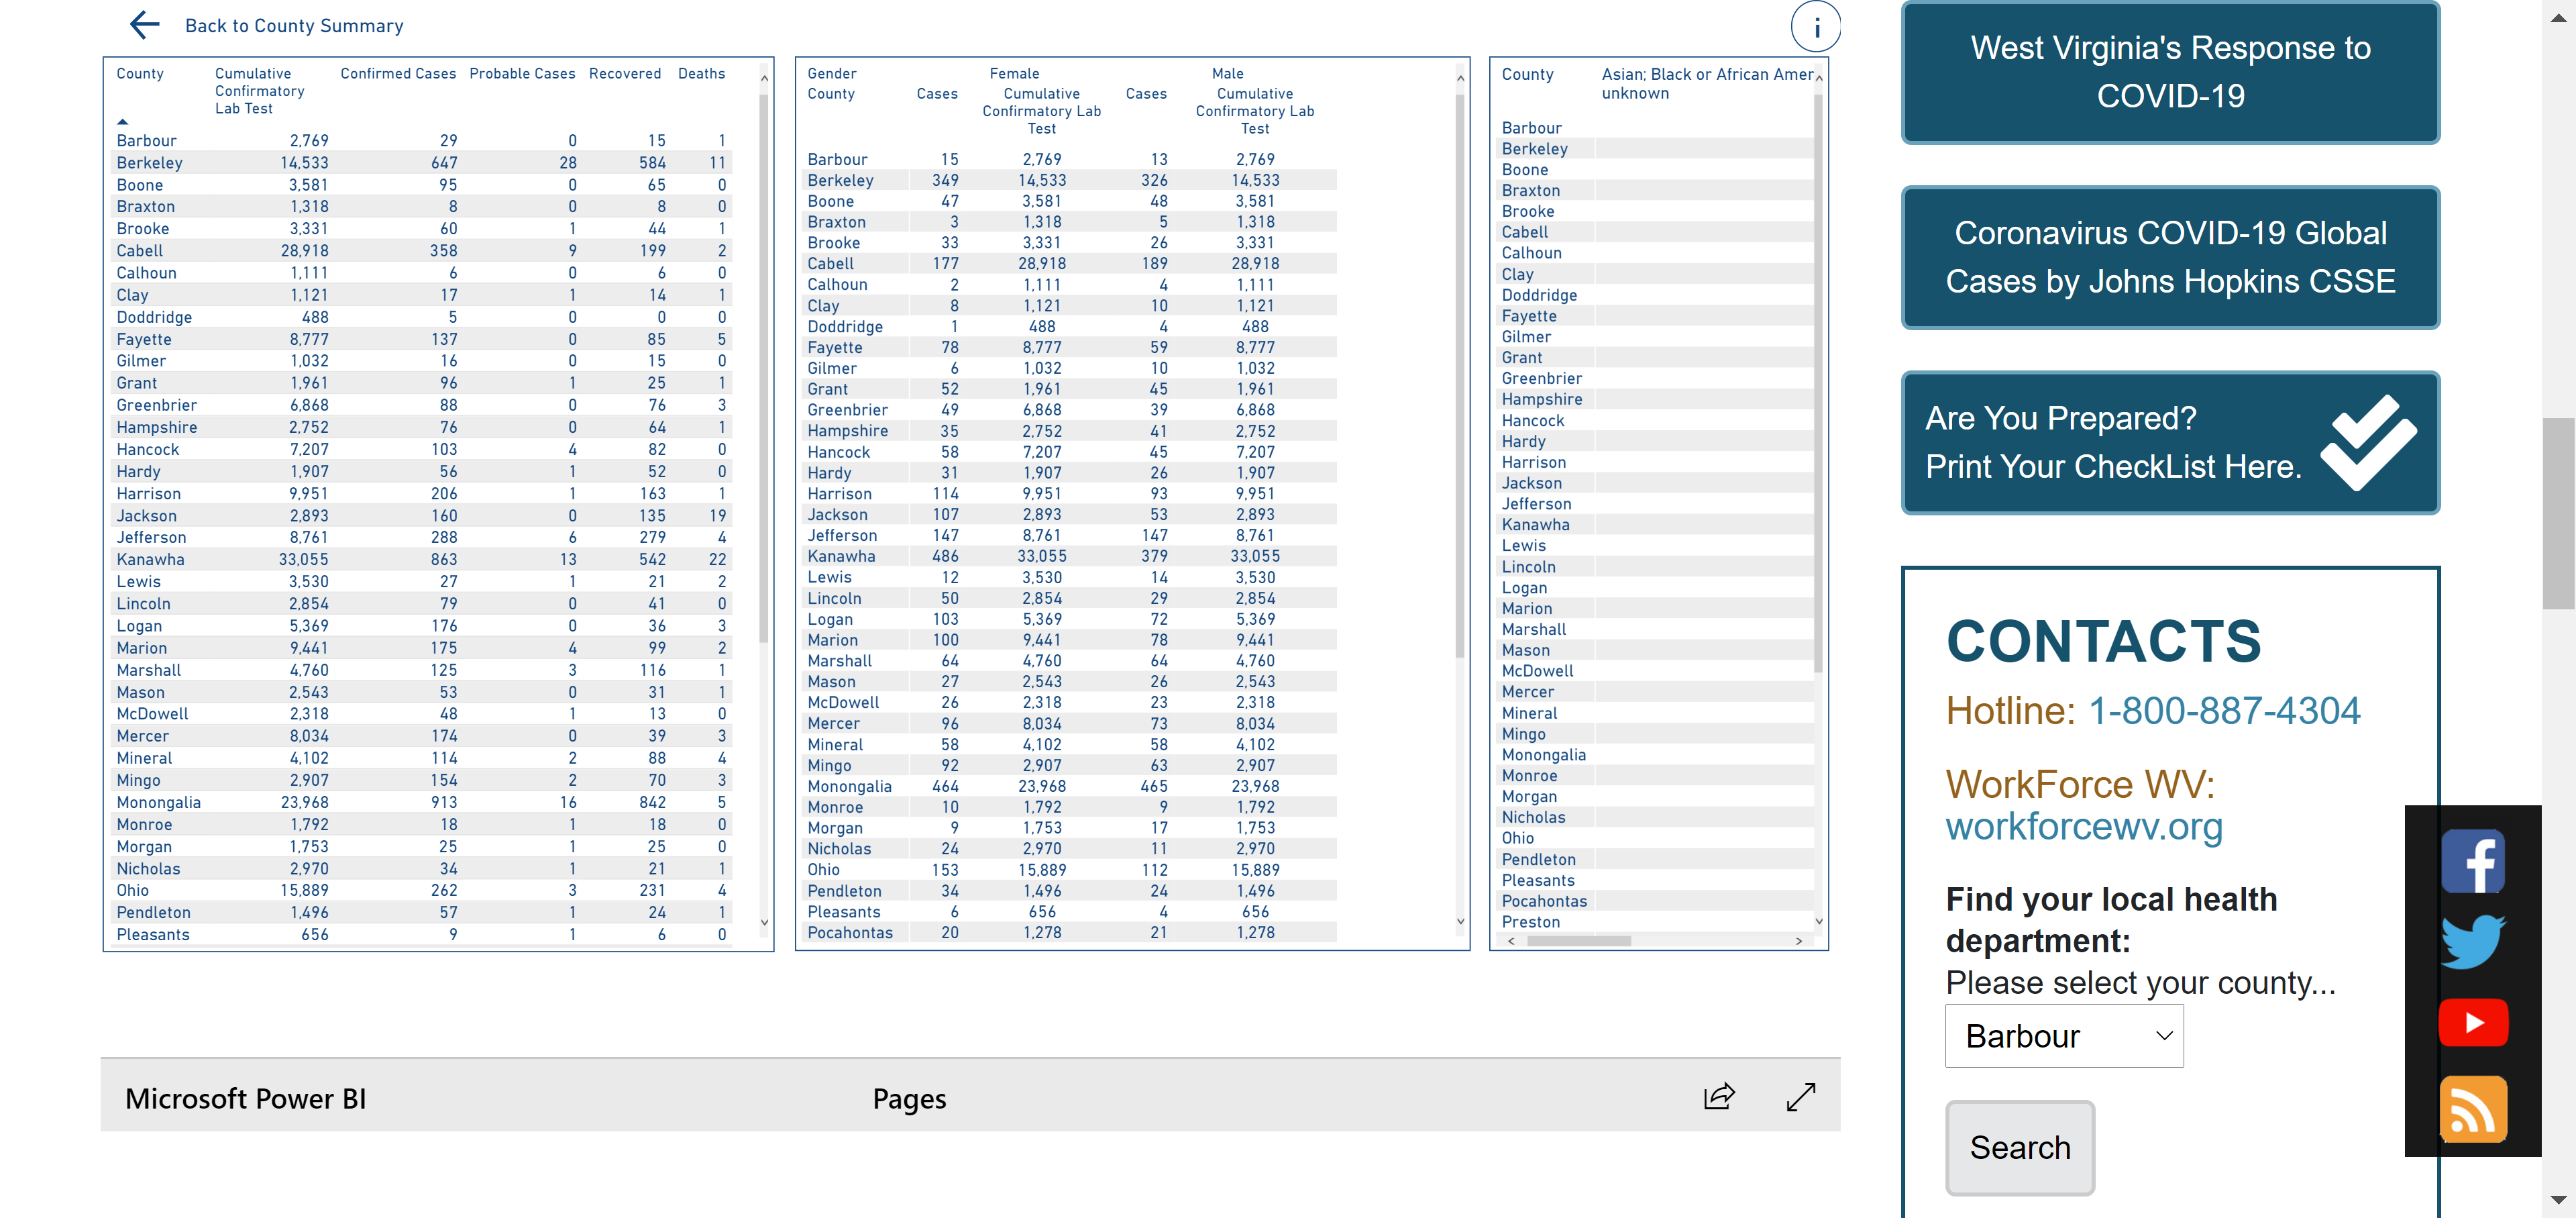 Back to County Summary
i
County Cumulative Confirmatory Lab Test Confirmed Cases Probable Cases Recovered Deaths
Barbour 2,769 29 0 15 1
Berkeley 14,533 647 28 584 11
Boone 3,581 95 0 65 0
Braxton 1,318 8 0 8 0
Brooke 3,331 60 1 44 1
Cabell 28,918 358 9 199 2
Calhoun 1,111 6 0 6 0
Clay 1,121 17 1 14 1
Doddridge 488 5 0 0 0
Fayette 8,777 137 0 85 5
Gilmer 1,032 16 0 15 0
Grant 1,961 96 1 25 1
Greenbrier 6,868 88 0 76 3
Hampshire 2,752 76 0 64 1
Hancock 7,207 103 4 82 0
Hardy 1,907 56 1 52 0
Harrison 9,951 206 1 163 1
Jackson 2,893 160 0 135 19
Jefferson 8,761 288 6 279 4
Kanawha 33,055 863 13 542 22
Lewis 3,530 27 1 21 2
Lincoln 2,854 79 0 41 0
Logan 5,369 176 0 36 3
Marion 9,441 175 4 99 2
Marshall 4,760 125 3 116 1
Mason 2,543 53 0 31 1
McDowell 2,318 48 1 13 0
Mercer 8,034 174 0 39 3
Mineral 4,102 114 2 88 4
Mingo 2,907 154 2 70 3
Monongalia 23,968 913 16 842 5
Monroe 1,792 18 1 18 0
Morgan 1,753 25 1 25 0
Nicholas 2,970 34 1 21 1
Ohio 15,889 262 3 231 4
Pendleton 1,496 57 1 24 1
Pleasants 656 9 1 6 0
Gender Female Male
County Cases Cumulative Confirmatory Lab Test Cases Cumulative Confirmatory Lab Test
Barbour 15 2,769 13 2,769
Berkeley 349 14,533 326 14,533
Boone 47 3,581 48 3,581
Braxton 3 1,318 5 1,318
Brooke 33 3,331 26 3,331
Cabell 177 28,918 189 28,918
Calhoun 2 1,111 4 1,111
Clay 8 1,121 10 1,121
Doddridge 1 488 4 488
Fayette 78 8,777 59 8,777
Gilmer 6 1,032 10 1,032
Grant 52 1,961 45 1,961
Greenbrier 49 6,868 39 6,868
Hampshire 35 2,752 41 2,752
Hancock 58 7,207 45 7,207
Hardy 31 1,907 26 1,907
Harrison 114 9,951 93 9,951
Jackson 107 2,893 53 2,893
Jefferson 147 8,761 147 8,761
Kanawha 486 33,055 379 33,055
Lewis 12 3,530 14 3,530
Lincoln 50 2,854 29 2,854
Logan 103 5,369 72 5,369
Marion 100 9,441 78 9,441
Marshall 64 4,760 64 4,760
Mason 27 2,543 26 2,543
McDowell 26 2,318 23 2,318
Mercer 96 8,034 73 8,034
Mineral 58 4,102 58 4,102
Mingo 92 2,907 63 2,907
Monongalia 464 23,968 465 23,968
Monroe 10 1,792 9 1,792
Morgan 9 1,753 17 1,753
Nicholas 24 2,970 11 2,970
Ohio 153 15,889 112 15,889
Pendleton 34 1,496 24 1,496
Pleasants 6 656 4 656
Pocahontas 20 1,278 21 1,278
County Asian; Black or African Amer
unknown
Barbour
Berkeley
Boone
Braxton
Brooke
Cabell
Calhoun
Clay
Doddridge
Fayette
Gilmer
Grant
Greenbrier
Hampshire
Hancock
Hardy
Harrison
Jackson
Jefferson
Kanawha
Lewis
Lincoln
Logan
Marion
Marshall
Mason
McDowell
Mercer
Mineral
Mingo
Monongalia
Monroe
Morgan
Nicholas
Ohio
Pendleton
Pleasants
Pocahontas
Preston
Microsoft Power BI Pages
West Virginia's Response to
COVID-19
Coronavirus COVID-19 Global
Cases by Johns Hopkins CSSE
Are You Prepared?
Print Your CheckList Here.
CONTACTS
Hotline: 1-800-887-4304
WorkForce WV:
workforcewv.org
Find your local health
department:
Please select your county...
Barbour
Search